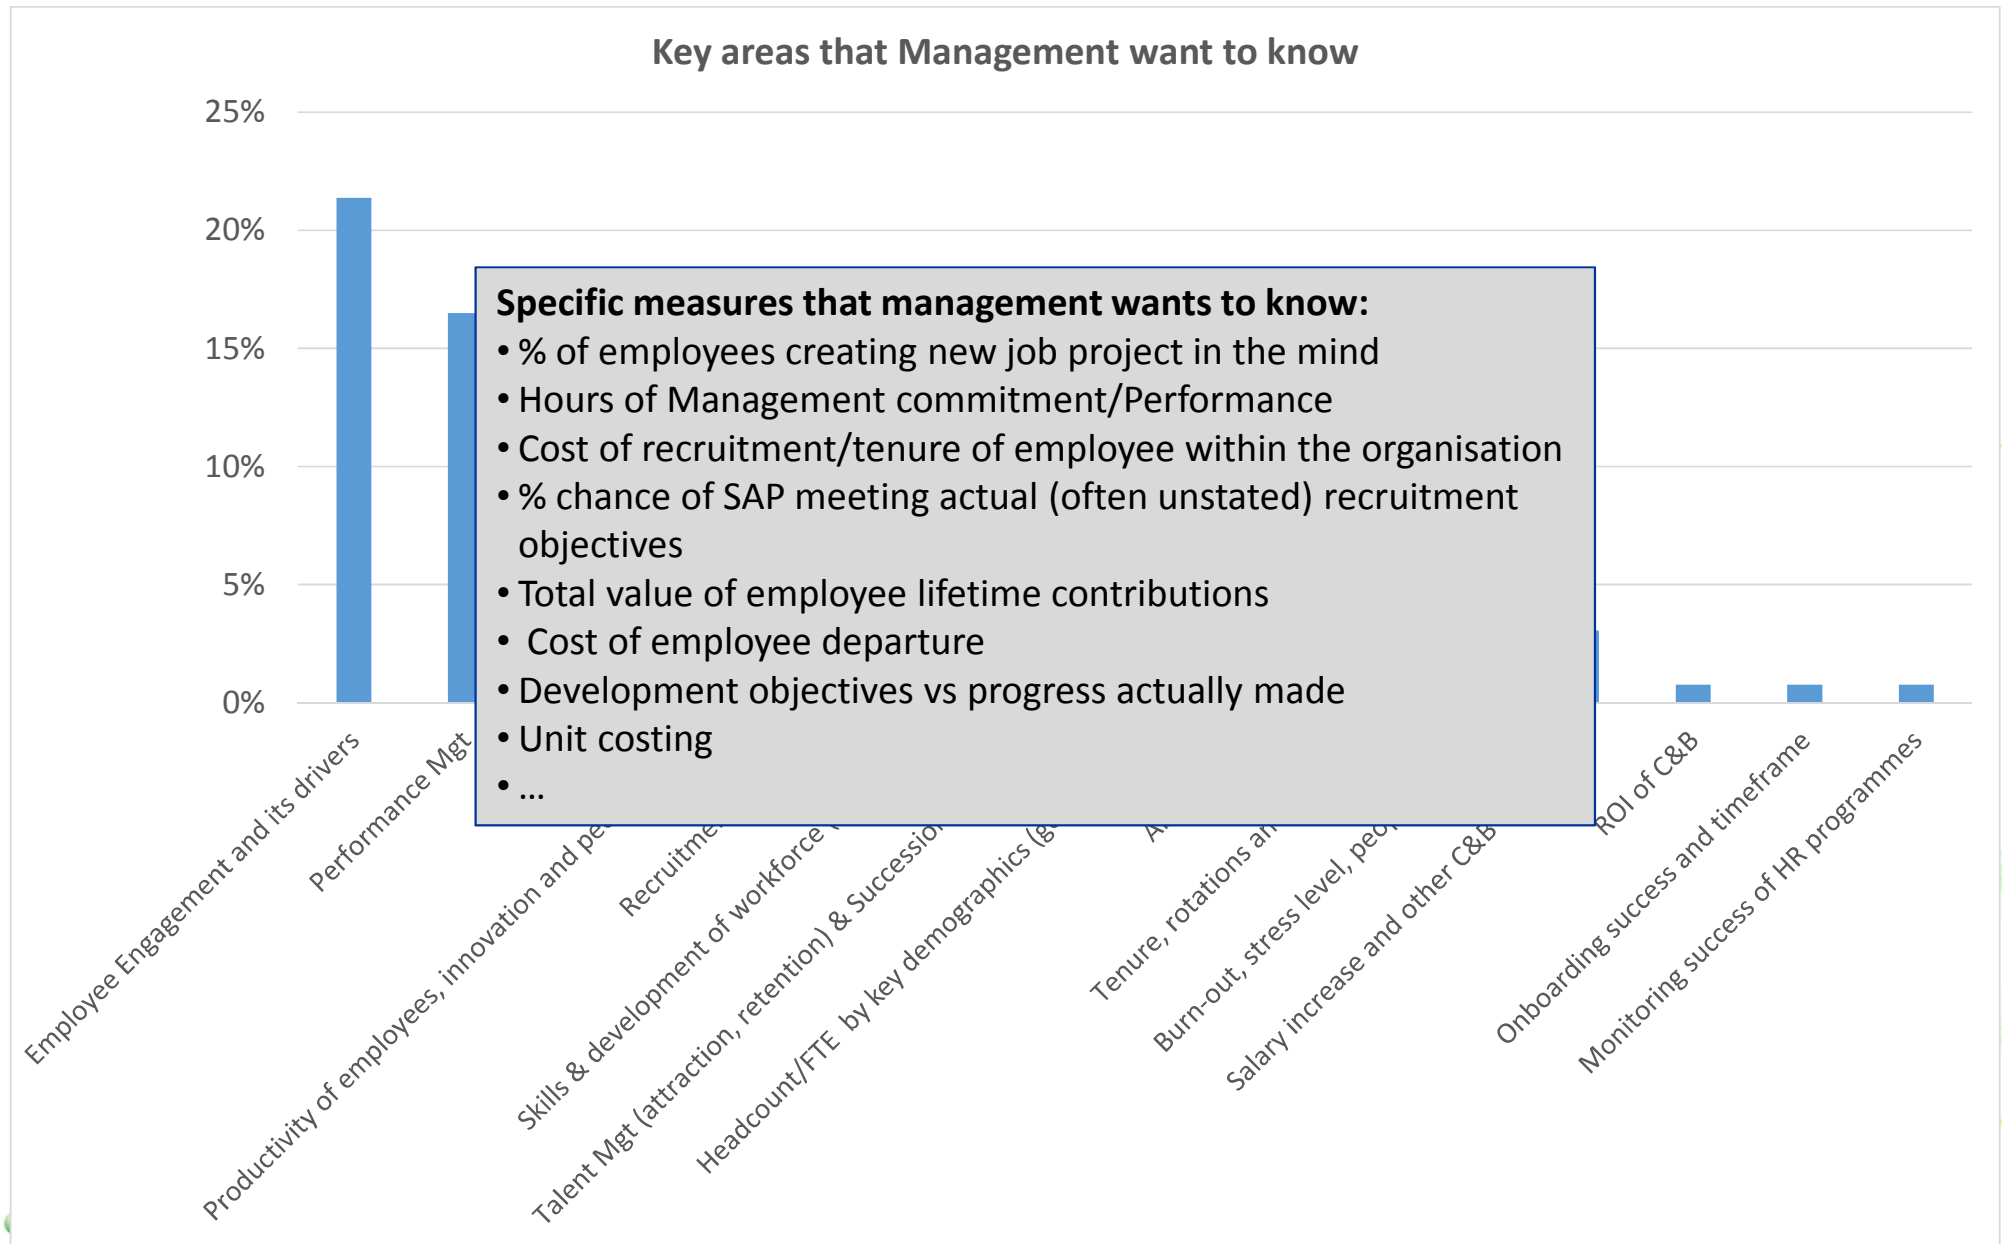 Key areas that Management want to know
25%
20%
15%
10%
5%
0%
Specific measures that management wants to know:
• % of employees creating new job project in the mind
• Hours of Management commitment/Performance
• Cost of recruitment/tenure of employee within the organisation
• % chance of SAP meeting actual (often unstated) recruitment
objectives
• Total value of employee lifetime contributions
• Cost of employee departure
• Development objectives vs progress actually made
• Unit costing
• ...
Employee Engagement and its drivers
Performance Mgt
Productivity of employees, innovation and
Skills & development of workforce
Talent Mgt (attraction, retention) &
Headcount/FTE by key demographics
Tenure, rotations
Burn-out, stress level,
Salary increase and other C&B
ROI of C&B
Onboarding success and timeframe
Monitoring success of HR programmes